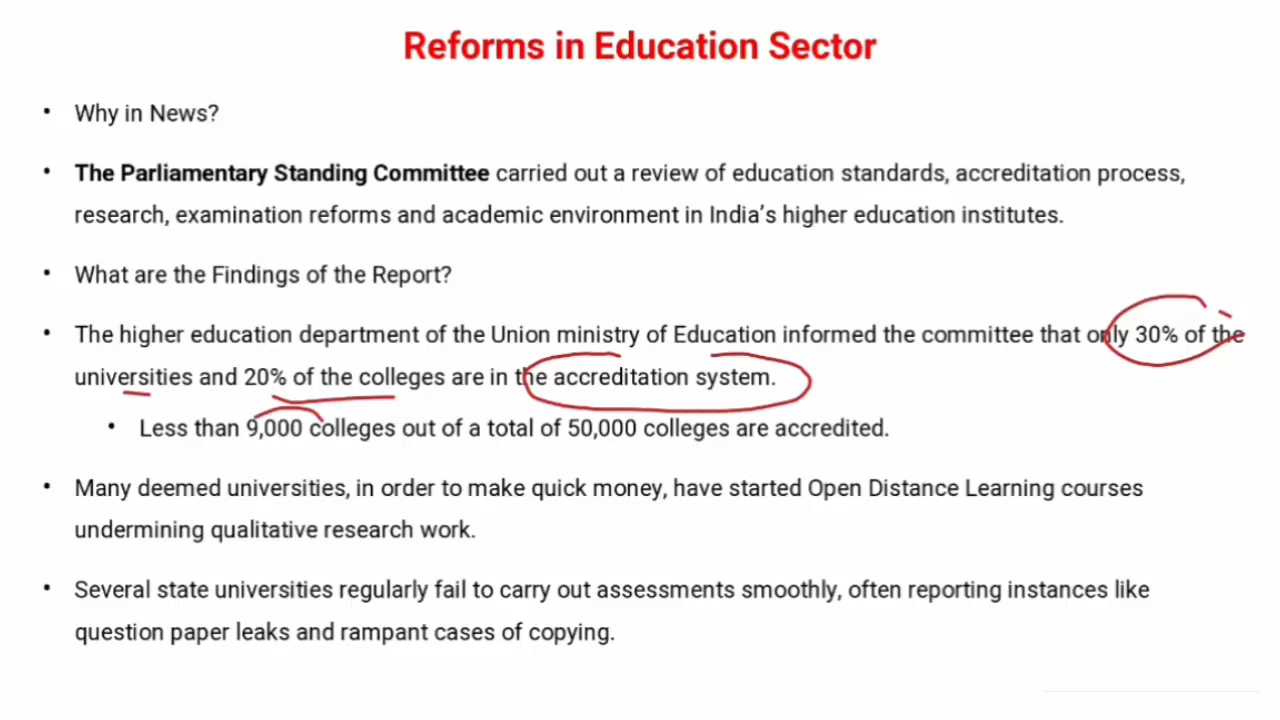 Reforms in Education Sector
• Why in News?
• The Parliamentary Standing Committee carried out a review of education standards, accreditation process,
research, examination reforms and academic environment in India's higher education institutes.
• What are the Findings of the Report?
• The higher education department of the Union ministry of Education informed the committee that only 30% of the
universities and 20% of the colleges are in the accreditation system.
• Less than 9,000 colleges out of a total of 50,000 colleges are accredited.
• Many deemed universities, in order to make quick money, have started Open Distance Learning courses
undermining qualitative research work.
• Several state universities regularly fail to carry out assessments smoothly, often reporting instances like
question paper leaks and rampant cases of copying.